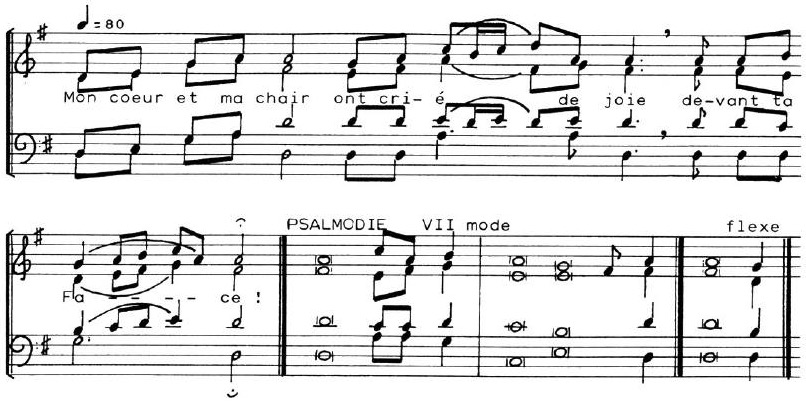 ♩=80
Mon coeur et ma chair ont cri-é de joie de-vant ta
PSALMODIE VII mode flexe
Fa - - - - ce !